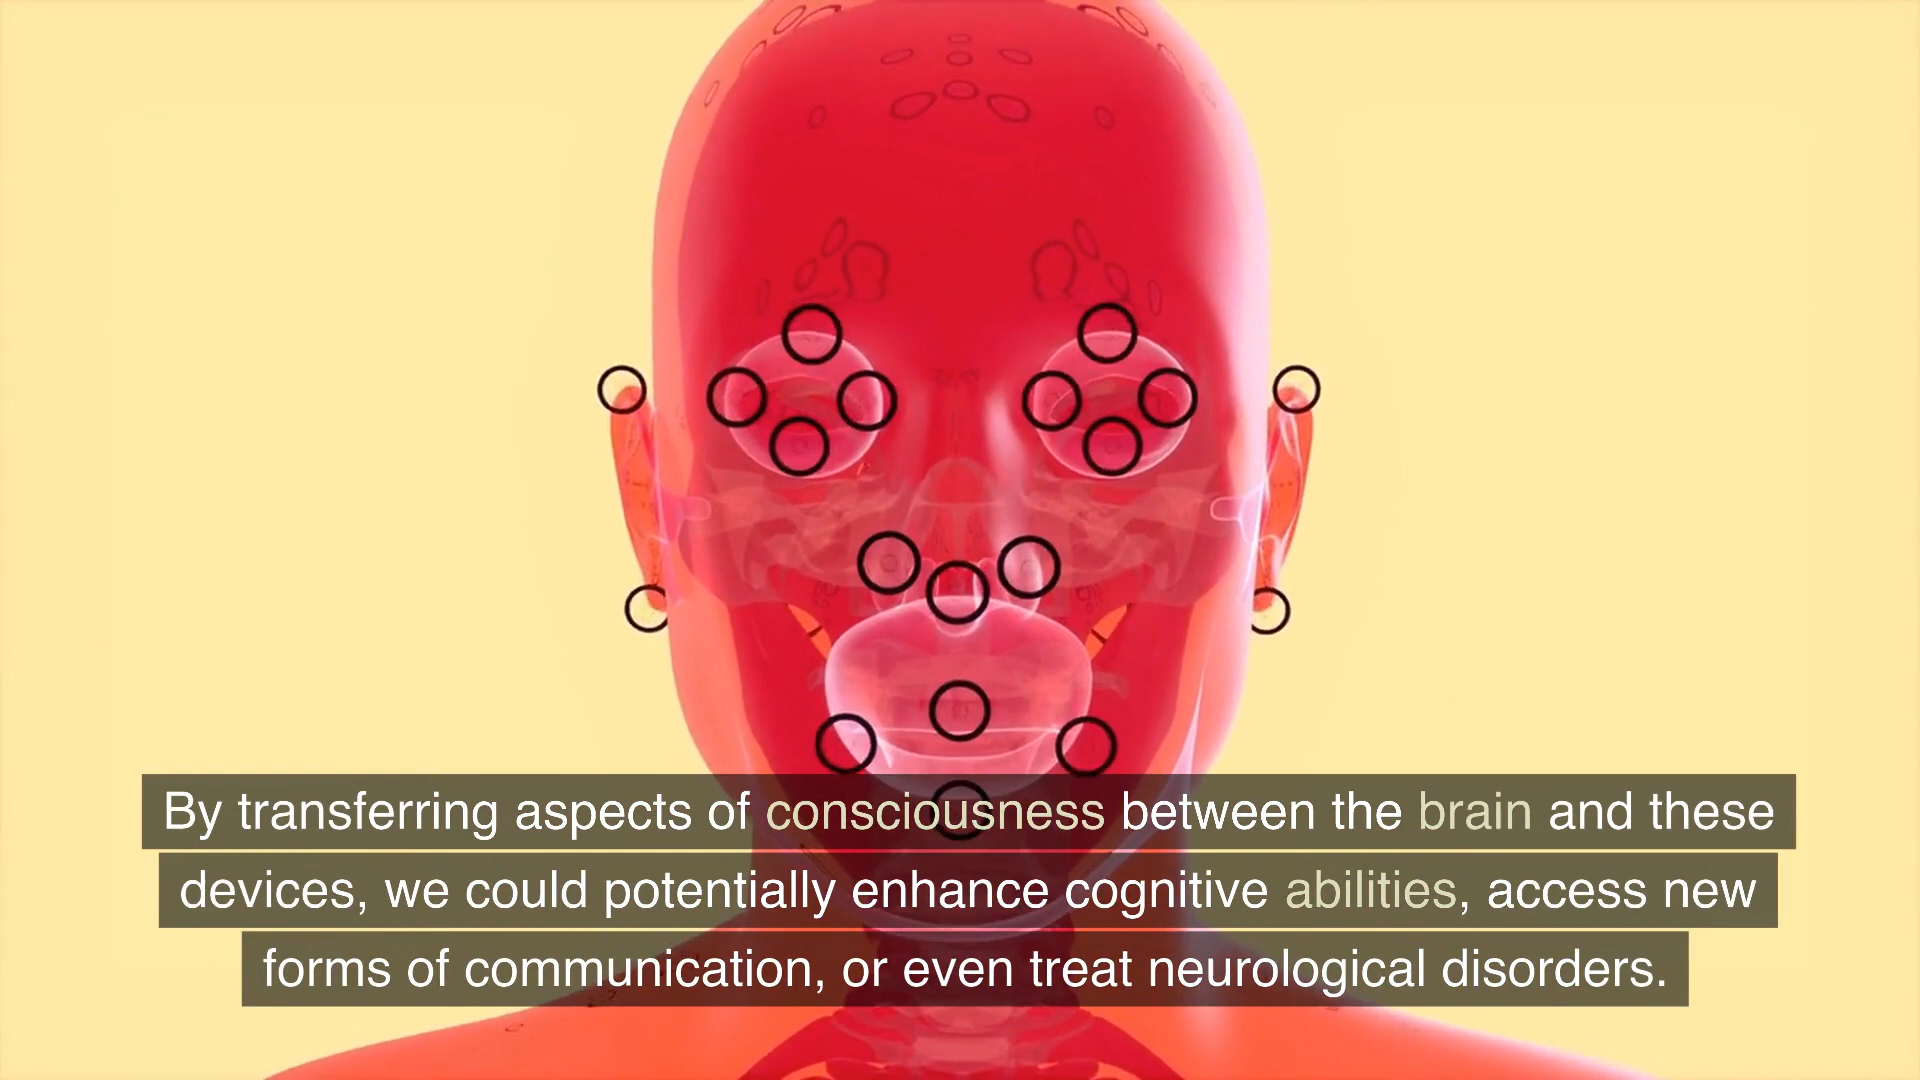 By transferring aspects of consciousness between the brain and these
devices, we could potentially enhance cognitive abilities, access new
forms of communication, or even treat neurological disorders.